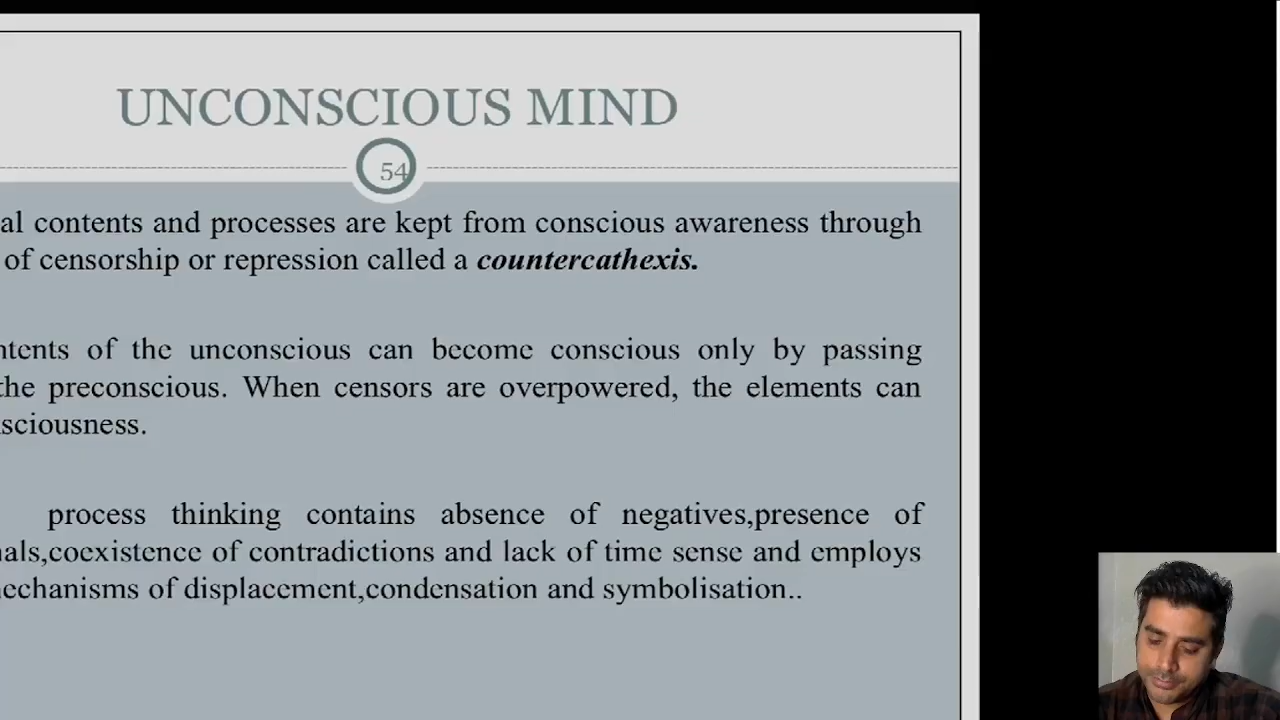 UNCONSCIOUS MIND
54
al contents and processes are kept from conscious awareness through
of censorship or repression called a countercathexis.
ntents of the unconscious can become conscious only by passing
the preconscious. When censors are overpowered, the elements can
sciousness.
process thinking contains absence of negatives,presence of
als,coexistence of contradictions and lack of time sense and employs
echanisms of displacement,condensation and symbolisation..